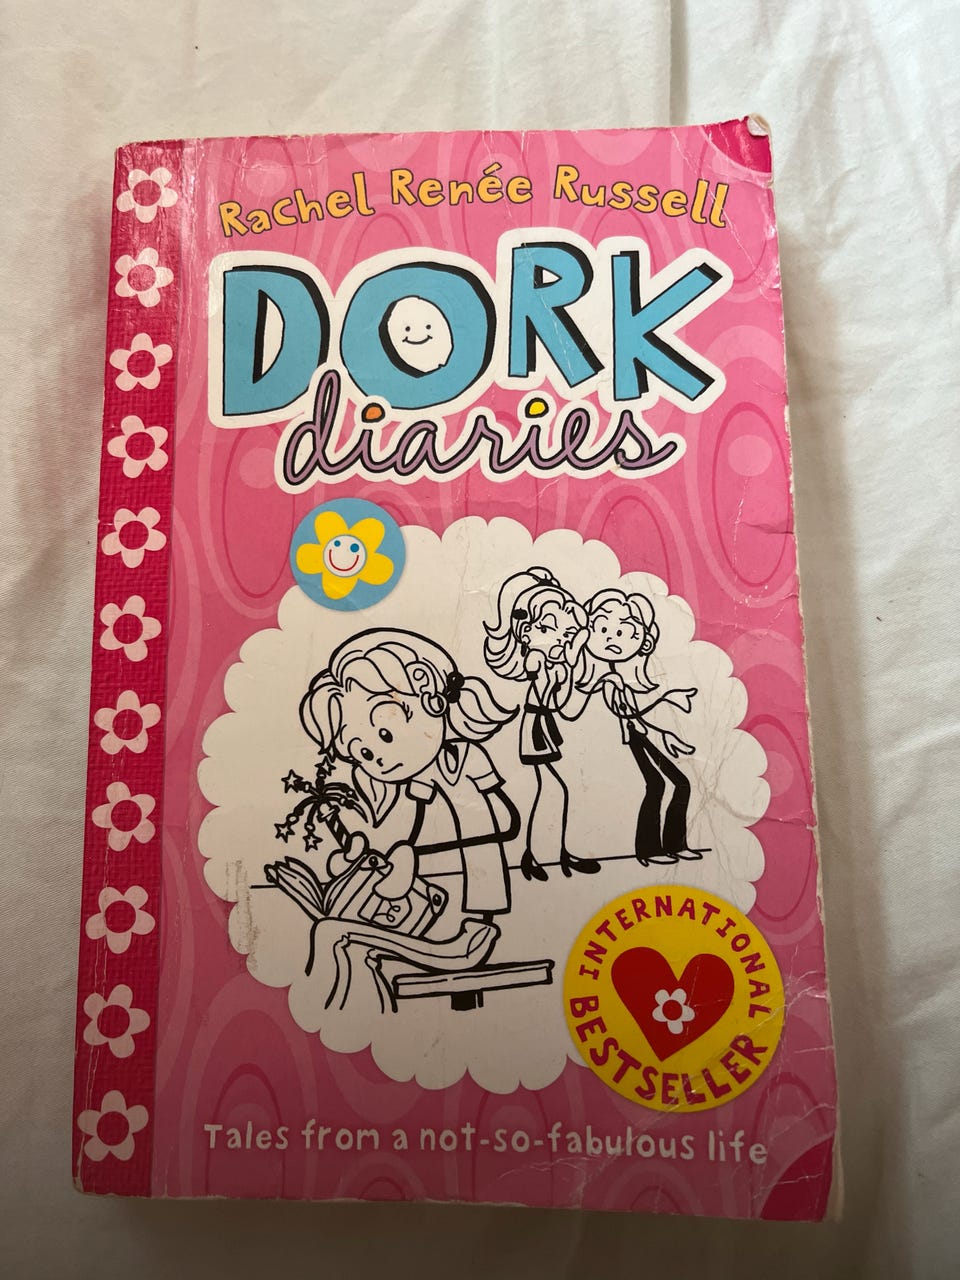 Rachel Renée Russell
DORK
diaries
INTERNATIONAL
BESTSELLER
Tales from a not-so-fabulous life